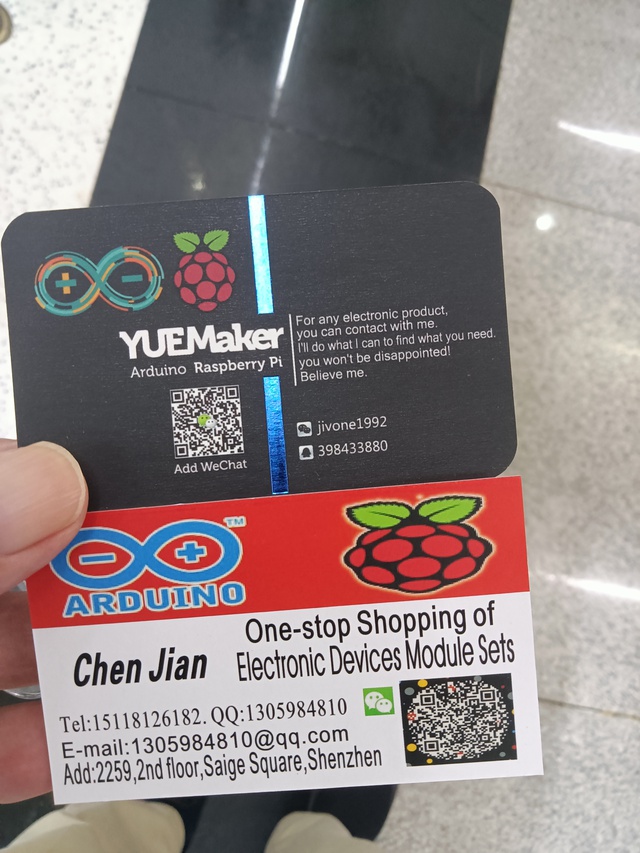 YUEMaker
Arduino Raspberry Pi
For any electronic product,
you can contact with me.
I'll do what I can to find what you need.
you won't be disappointed!
Believe me.
Add WeChat
jivone1992
398433880
ARDUINO™
One-stop Shopping of
Electronic Devices Module Sets
Chen Jian
Tel:15118126182. QQ:1305984810
E-mail:1305984810@qq.com
Add:2259,2nd floor,Saige Square,Shenzhen